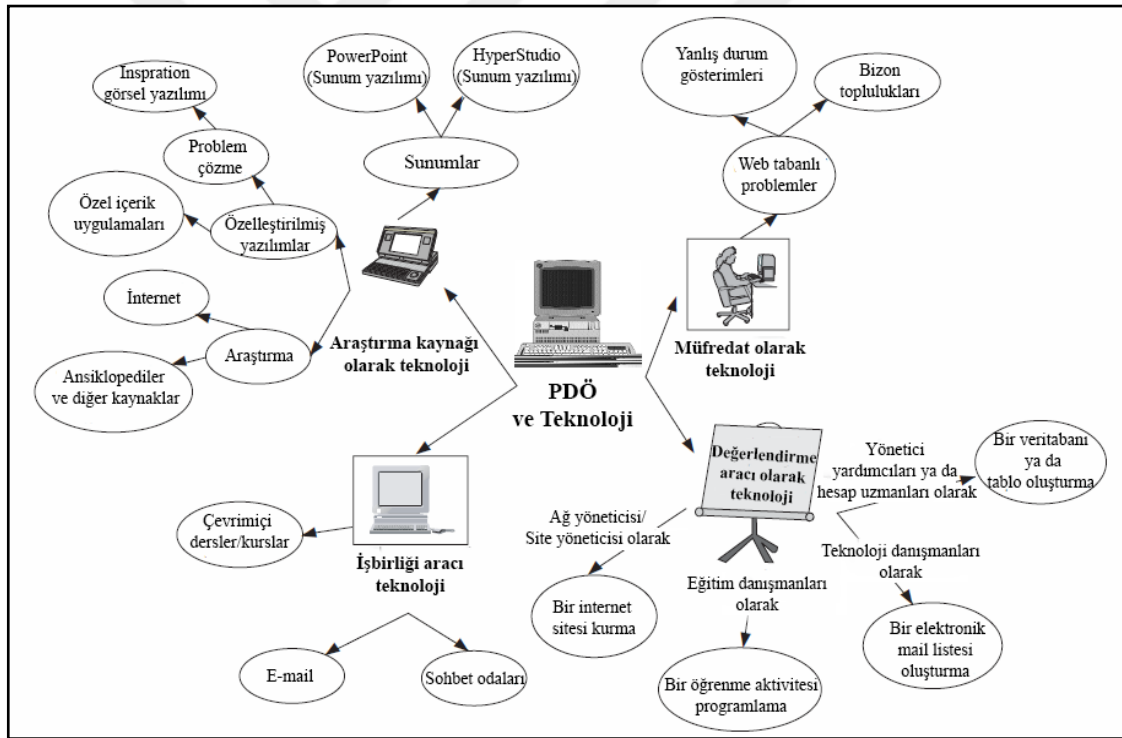 PowerPoint
(Sunum yazılımı)
HyperStudio
(Sunum yazılımı)
Inspration
görsel yazılımı
Problem
çözme
Sunumlar
Özel içerik
uygulamaları
Özelleştirilmiş
yazılımlar
İnternet
Araştırma
Ansiklopediler
ve diğer kaynaklar
Araştırma kaynağı
olarak teknoloji
Yanlış durum
gösterimleri
Bizon
toplulukları
Web tabanlı
problemler
Müfredat olarak
teknoloji
PDÖ
ve Teknoloji
Çevrimiçi
dersler/kurslar
İşbirliği aracı
teknoloji
E-mail
Sohbet odaları
Değerlendirme
aracı olarak
teknoloji
Yönetici
yardımcıları ya da
hesap uzmanları olarak
Bir veritabanı
ya da
tablo oluşturma
Ağ yöneticisi/
Site yöneticisi olarak
Bir internet
sitesi kurma
Eğitim danışmanları
olarak
Bir öğrenme aktivitesi
programlama
Teknoloji danışmanları
olarak
Bir elektronik
mail listesi
oluşturma